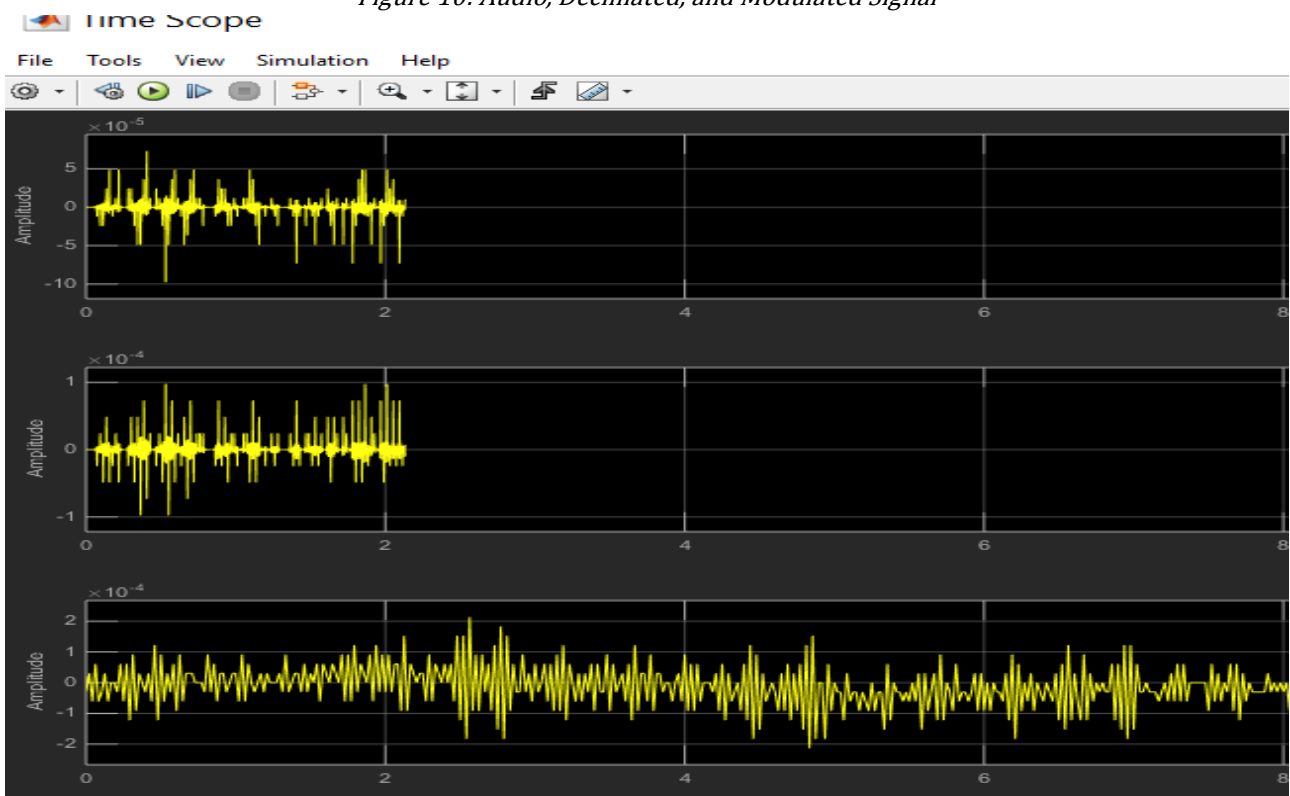 Figure 10: Audio, Decimated, and Modulated Signal
Time Scope
File Tools View Simulation Help
×10-5
Amplitude
5
0
-5
-10
0 2 4 6 8
×10-4
Amplitude
1
0
-1
0 2 4 6 8
×10-4
Amplitude
2
1
0
-1
-2
0 2 4 6 8